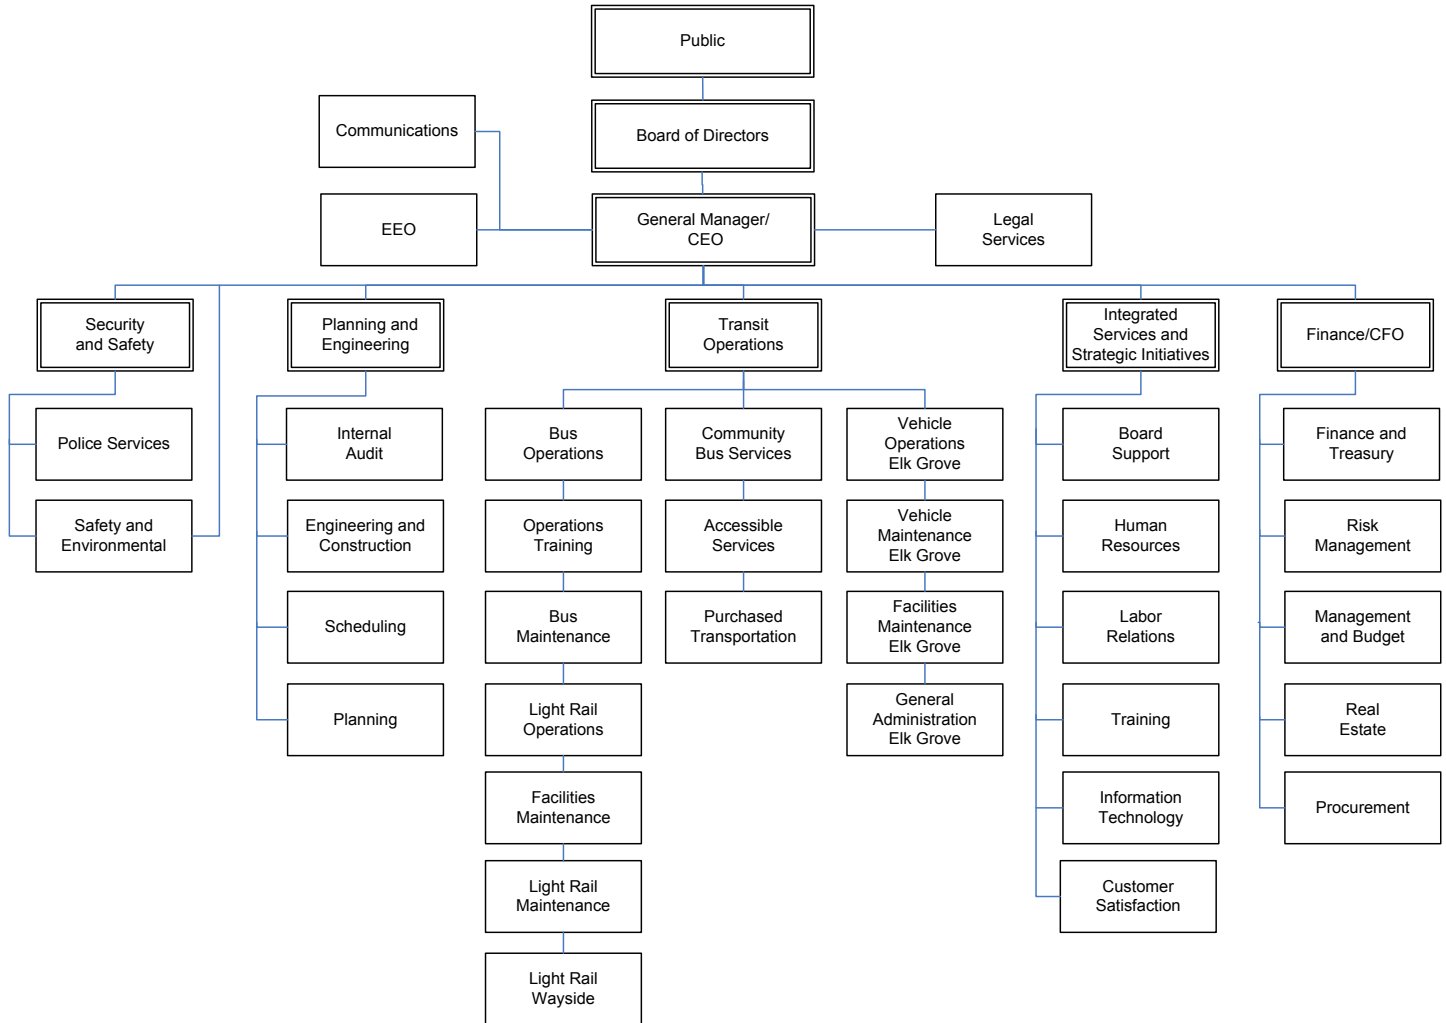 Public
Communications
Board of Directors
EEO
General Manager/
CEO
Legal
Services
Security
and Safety
Planning and
Engineering
Transit
Operations
Integrated
Services and
Strategic Initiatives
Finance/CFO
Police Services
Safety and
Environmental
Internal
Audit
Engineering and
Construction
Scheduling
Planning
Bus
Operations
Operations
Training
Bus
Maintenance
Light Rail
Operations
Facilities
Maintenance
Light Rail
Maintenance
Light Rail
Wayside
Community
Bus Services
Accessible
Services
Purchased
Transportation
Vehicle
Operations
Elk Grove
Vehicle
Maintenance
Elk Grove
Facilities
Maintenance
Elk Grove
General
Administration
Elk Grove
Board
Support
Human
Resources
Labor
Relations
Training
Information
Technology
Customer
Satisfaction
Finance and
Treasury
Risk
Management
Management
and Budget
Real
Estate
Procurement